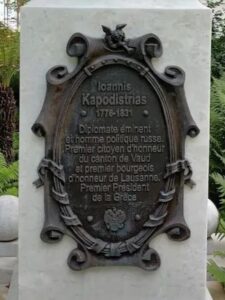 Ioannis
Kapodistrias
1776-1831
Diplomate éminent
et homme politique russe.
Premier citoyen d'honneur
du canton de Vaud
et premier bourgeois
d'honneur de Lausanne.
Premier Président
de la Grèce